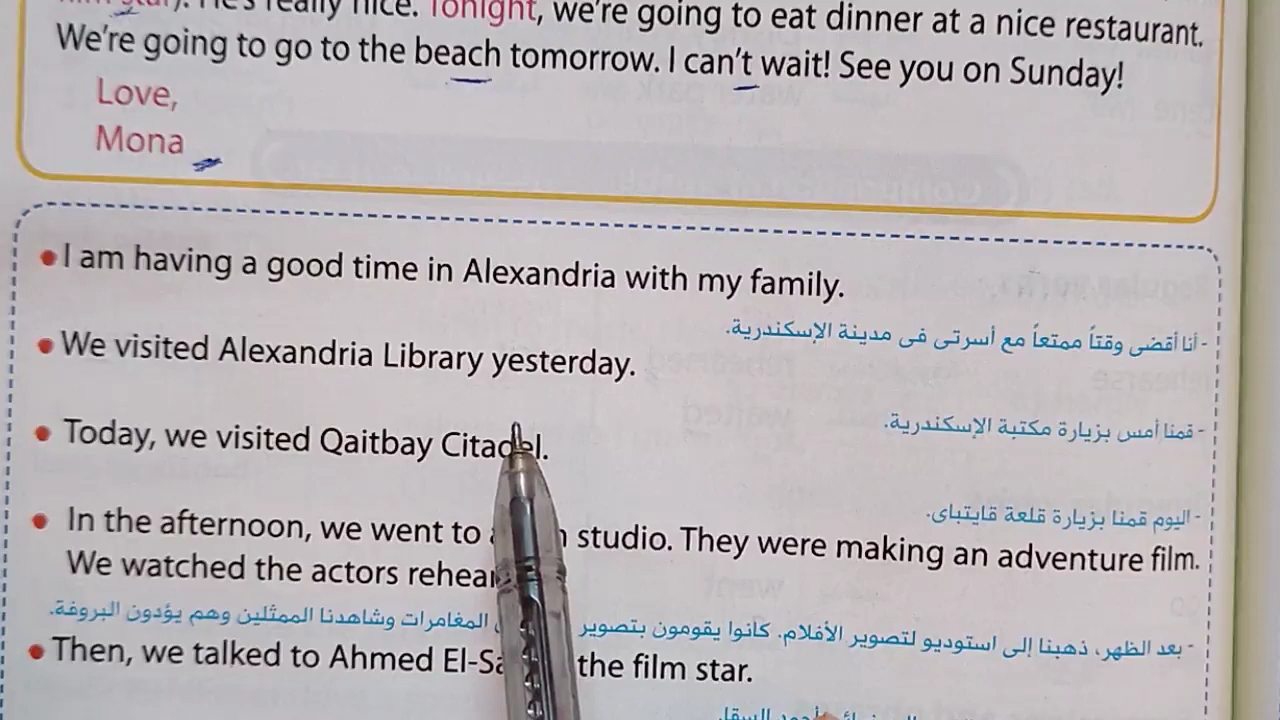 He's really nice. Tonight, we're going to eat dinner at a nice restaurant.
We're going to go to the beach tomorrow. I can't wait! See you on Sunday!
Love,
Mona
• I am having a good time in Alexandria with my family.
- أنا أقضى وقتاً ممتعاً مع أسرتى فى مدينة الإسكندرية.
• We visited Alexandria Library yesterday.
- قمنا أمس بزيارة مكتبة الإسكندرية.
• Today, we visited Qaitbay Citadel.
- اليوم قمنا بزيارة قلعة قايتباى.
• In the afternoon, we went to studio. They were making an adventure film.
We watched the actors
- بعد الظهر، ذهبنا إلى استوديو لتصوير الأفلام. كانوا يقومون بتصوير المغامرات وشاهدنا الممثلين وهم يؤدون البروفة.
• Then, we talked to Ahmed the film star.